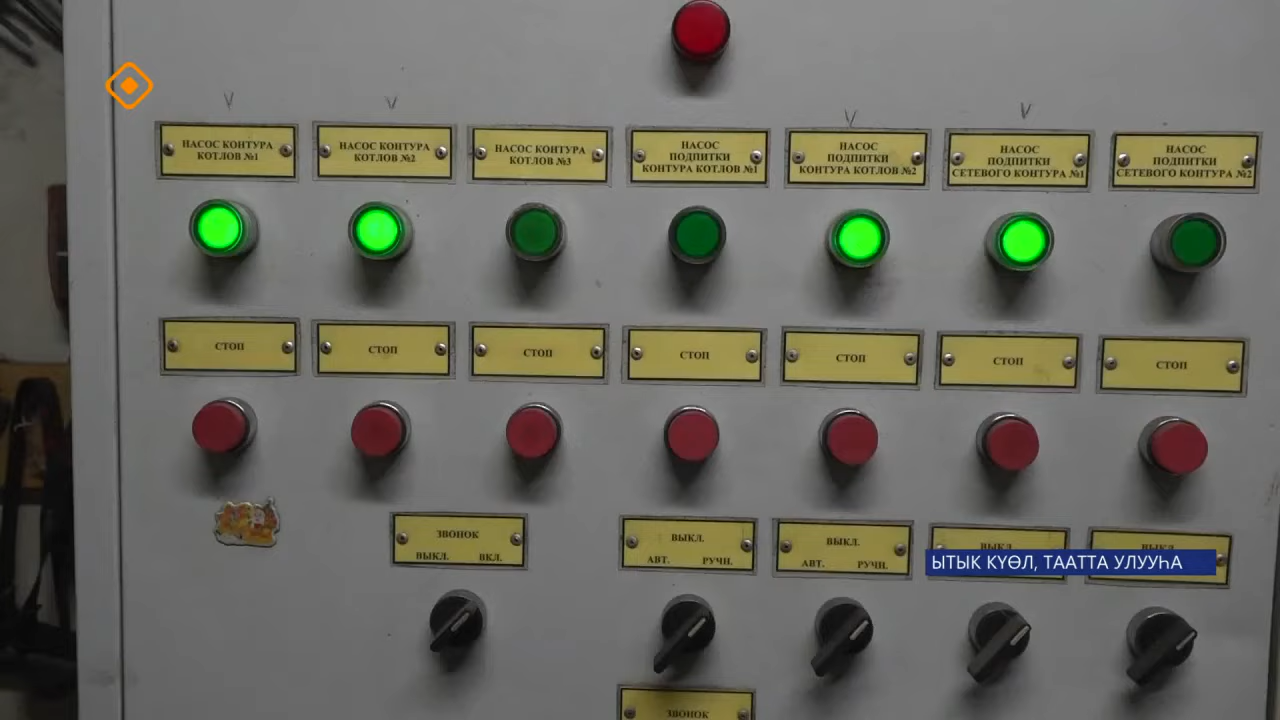 НАСОС КОНТУРА
КОТЛОВ №1
НАСОС КОНТУРА
КОТЛОВ №2
НАСОС КОНТУРА
КОТЛОВ №3
НАСОС
ПОДПИТКИ
КОНТУРА КОТЛОВ №1
НАСОС
ПОДПИТКИ
КОНТУРА КОТЛОВ №2
НАСОС
ПОДПИТКИ
СЕТЕВОГО КОНТУРА №1
НАСОС
ПОДПИТКИ
СЕТЕВОГО КОНТУРА №2
СТОП
СТОП
СТОП
СТОП
СТОП
СТОП
СТОП
ЗВОНОК
ВЫКЛ. ВКЛ.
ВЫКЛ.
АВТ. РУЧН.
ВЫКЛ.
АВТ. РУЧН.
ВЫКЛ.
ВЫКЛ.
ЫТЫК КҮӨЛ, ТААТТА УЛУУҺА
ЗВОНОК